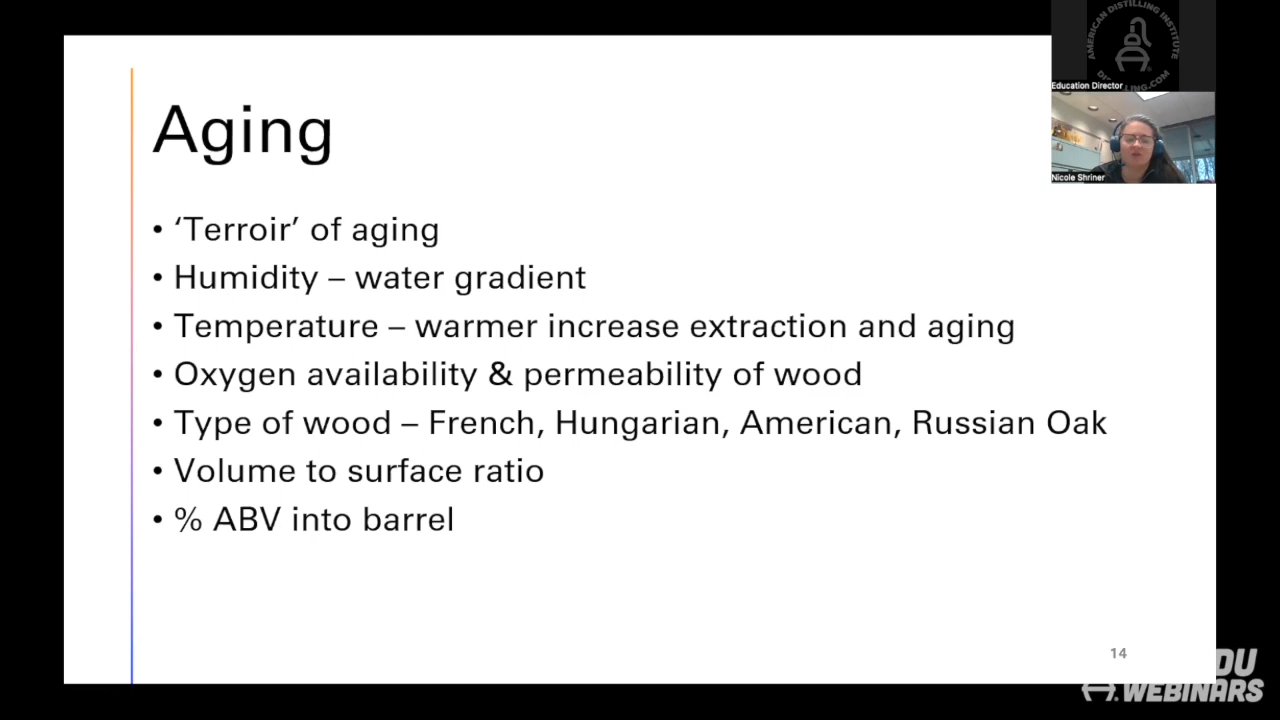 AMERICAN DISTILLING INSTITUTE
DISTILLING.COM
Education Director
Nicole Shriner
Aging
• ‘Terroir’ of aging
• Humidity – water gradient
• Temperature – warmer increase extraction and aging
• Oxygen availability & permeability of wood
• Type of wood – French, Hungarian, American, Russian Oak
• Volume to surface ratio
• % ABV into barrel
14
DU
WEBINARS